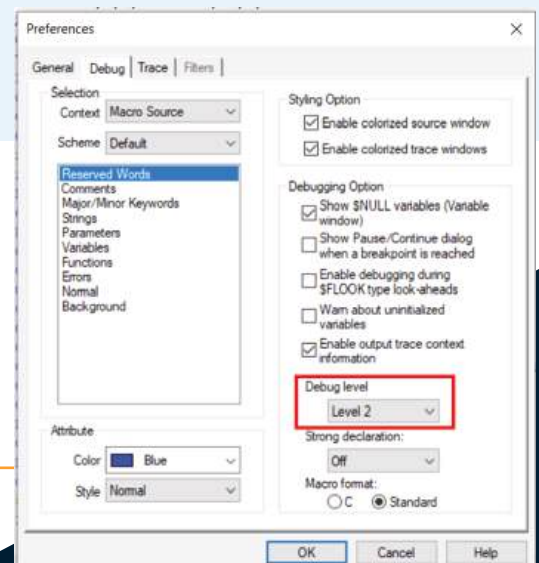 Preferences
General Debug Trace Filters
Selection
Context Macro Source
Scheme Default
Reserved Words
Comments
Major/Minor Keywords
Strings
Parameters
Variables
Functions
Errors
Normal
Background
Attribute
Color Blue
Style Normal
Styling Option
Enable colorized source window
Enable colorized trace windows
Debugging Option
Show $NULL variables (Variable
window)
Show Pause/Continue dialog
when a breakpoint is reached
Enable debugging during
$FLOOK type look-aheads
Warn about uninitialized
variables
Enable output trace context
information
Debug level
Level 2
Strong declaration:
Off
Macro format:
C Standard
OK Cancel Help